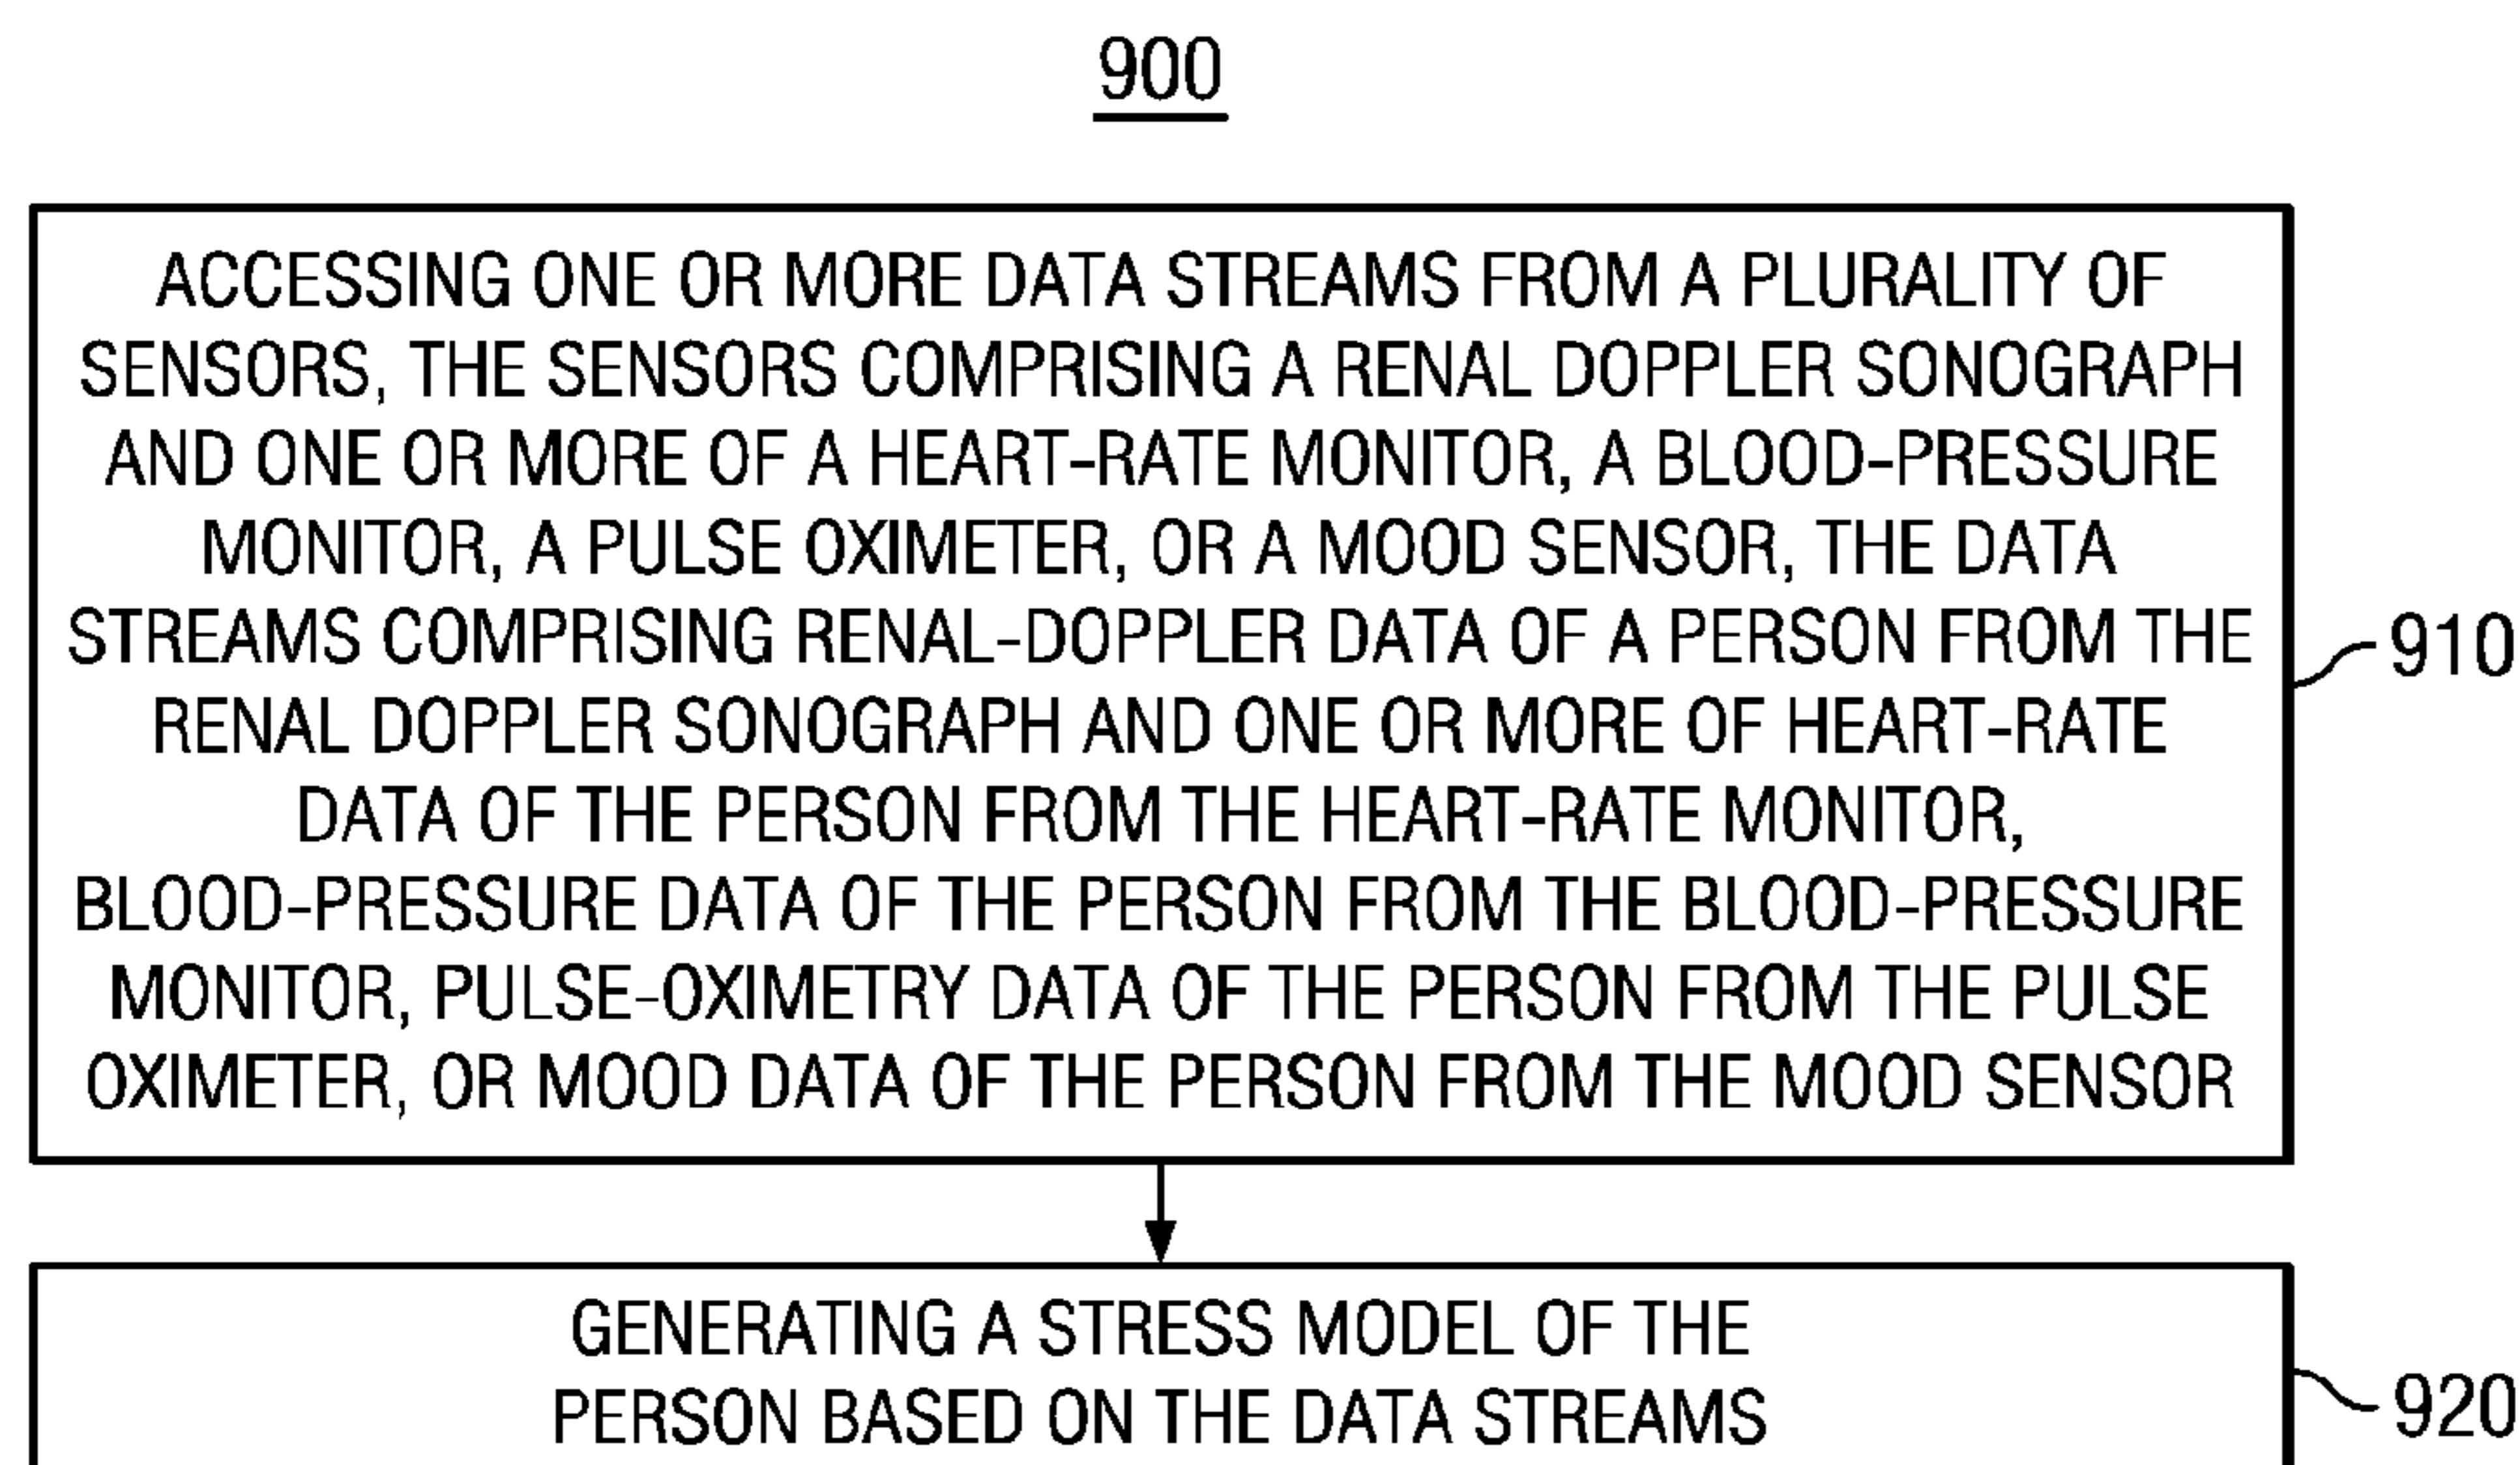 900
ACCESSING ONE OR MORE DATA STREAMS FROM A PLURALITY OF
SENSORS, THE SENSORS COMPRISING A RENAL DOPPLER SONOGRAPH
AND ONE OR MORE OF A HEART-RATE MONITOR, A BLOOD-PRESSURE
MONITOR, A PULSE OXIMETER, OR A MOOD SENSOR, THE DATA
STREAMS COMPRISING RENAL-DOPPLER DATA OF A PERSON FROM THE
RENAL DOPPLER SONOGRAPH AND ONE OR MORE OF HEART-RATE
DATA OF THE PERSON FROM THE HEART-RATE MONITOR,
BLOOD-PRESSURE DATA OF THE PERSON FROM THE BLOOD-PRESSURE
MONITOR, PULSE-OXIMETRY DATA OF THE PERSON FROM THE PULSE
OXIMETER, OR MOOD DATA OF THE PERSON FROM THE MOOD SENSOR
910
GENERATING A STRESS MODEL OF THE
PERSON BASED ON THE DATA STREAMS
920